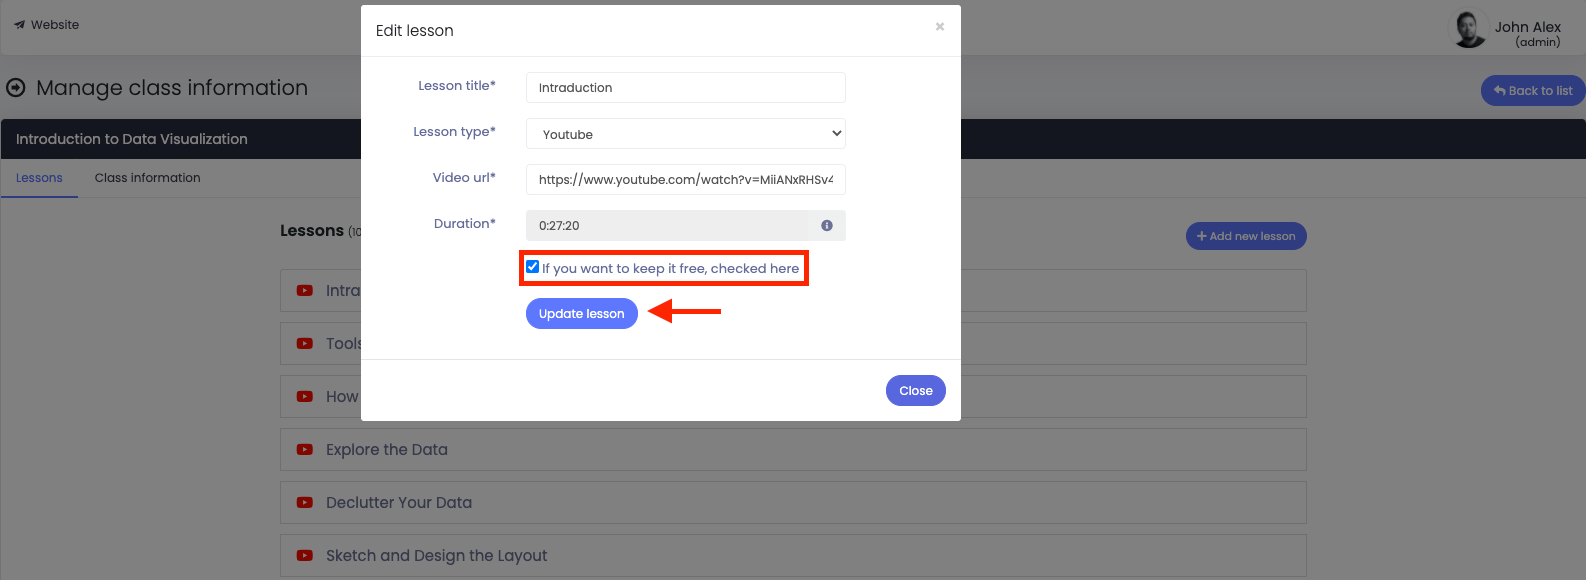 Website
Edit lesson
×
John Alex
(admin)
Manage class information
Back to list
Lesson title*
Intraduction
Lesson type*
Youtube
Introduction to Data Visualization
Video url*
https://www.youtube.com/watch?v=MiiANxRHSv4
Lessons
Class information
Duration*
0:27:20
Lessons (10
+ Add new lesson
If you want to keep it free, checked here
Intra
Update lesson
Tools
How
Close
Explore the Data
Declutter Your Data
Sketch and Design the Layout